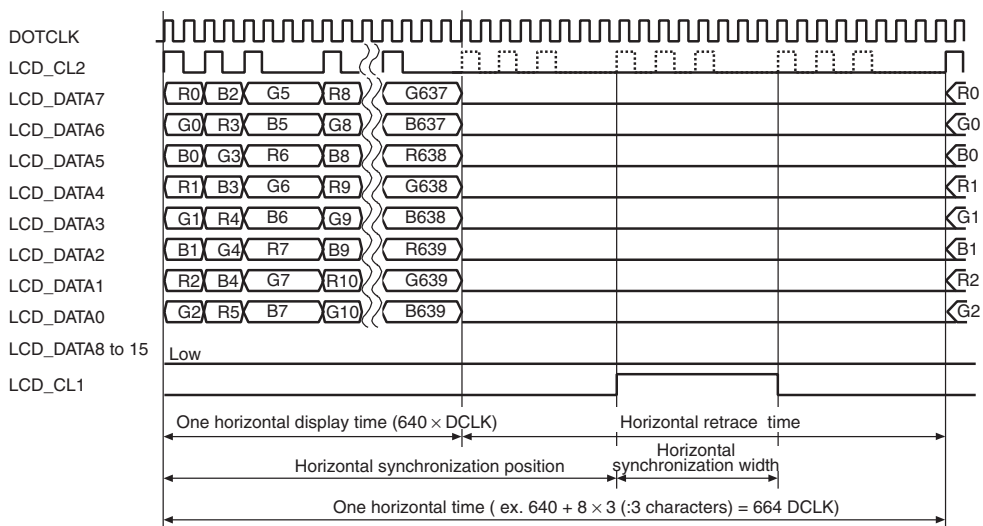 DOTCLK
LCD_CL2
LCD_DATA7 R0 B2 G5 R8 G637 R0
LCD_DATA6 G0 R3 B5 G8 B637 G0
LCD_DATA5 B0 G3 R6 B8 R638 B0
LCD_DATA4 R1 B3 G6 R9 G638 R1
LCD_DATA3 G1 R4 B6 G9 B638 G1
LCD_DATA2 B1 G4 R7 B9 R639 B1
LCD_DATA1 R2 B4 G7 R10 G639 R2
LCD_DATA0 G2 R5 B7 G10 B639 G2
LCD_DATA8 to 15 Low
LCD_CL1
One horizontal display time (640 × DCLK) Horizontal retrace time
Horizontal synchronization position Horizontal
synchronization width
One horizontal time ( ex. 640 + 8 × 3 (:3 characters) = 664 DCLK)